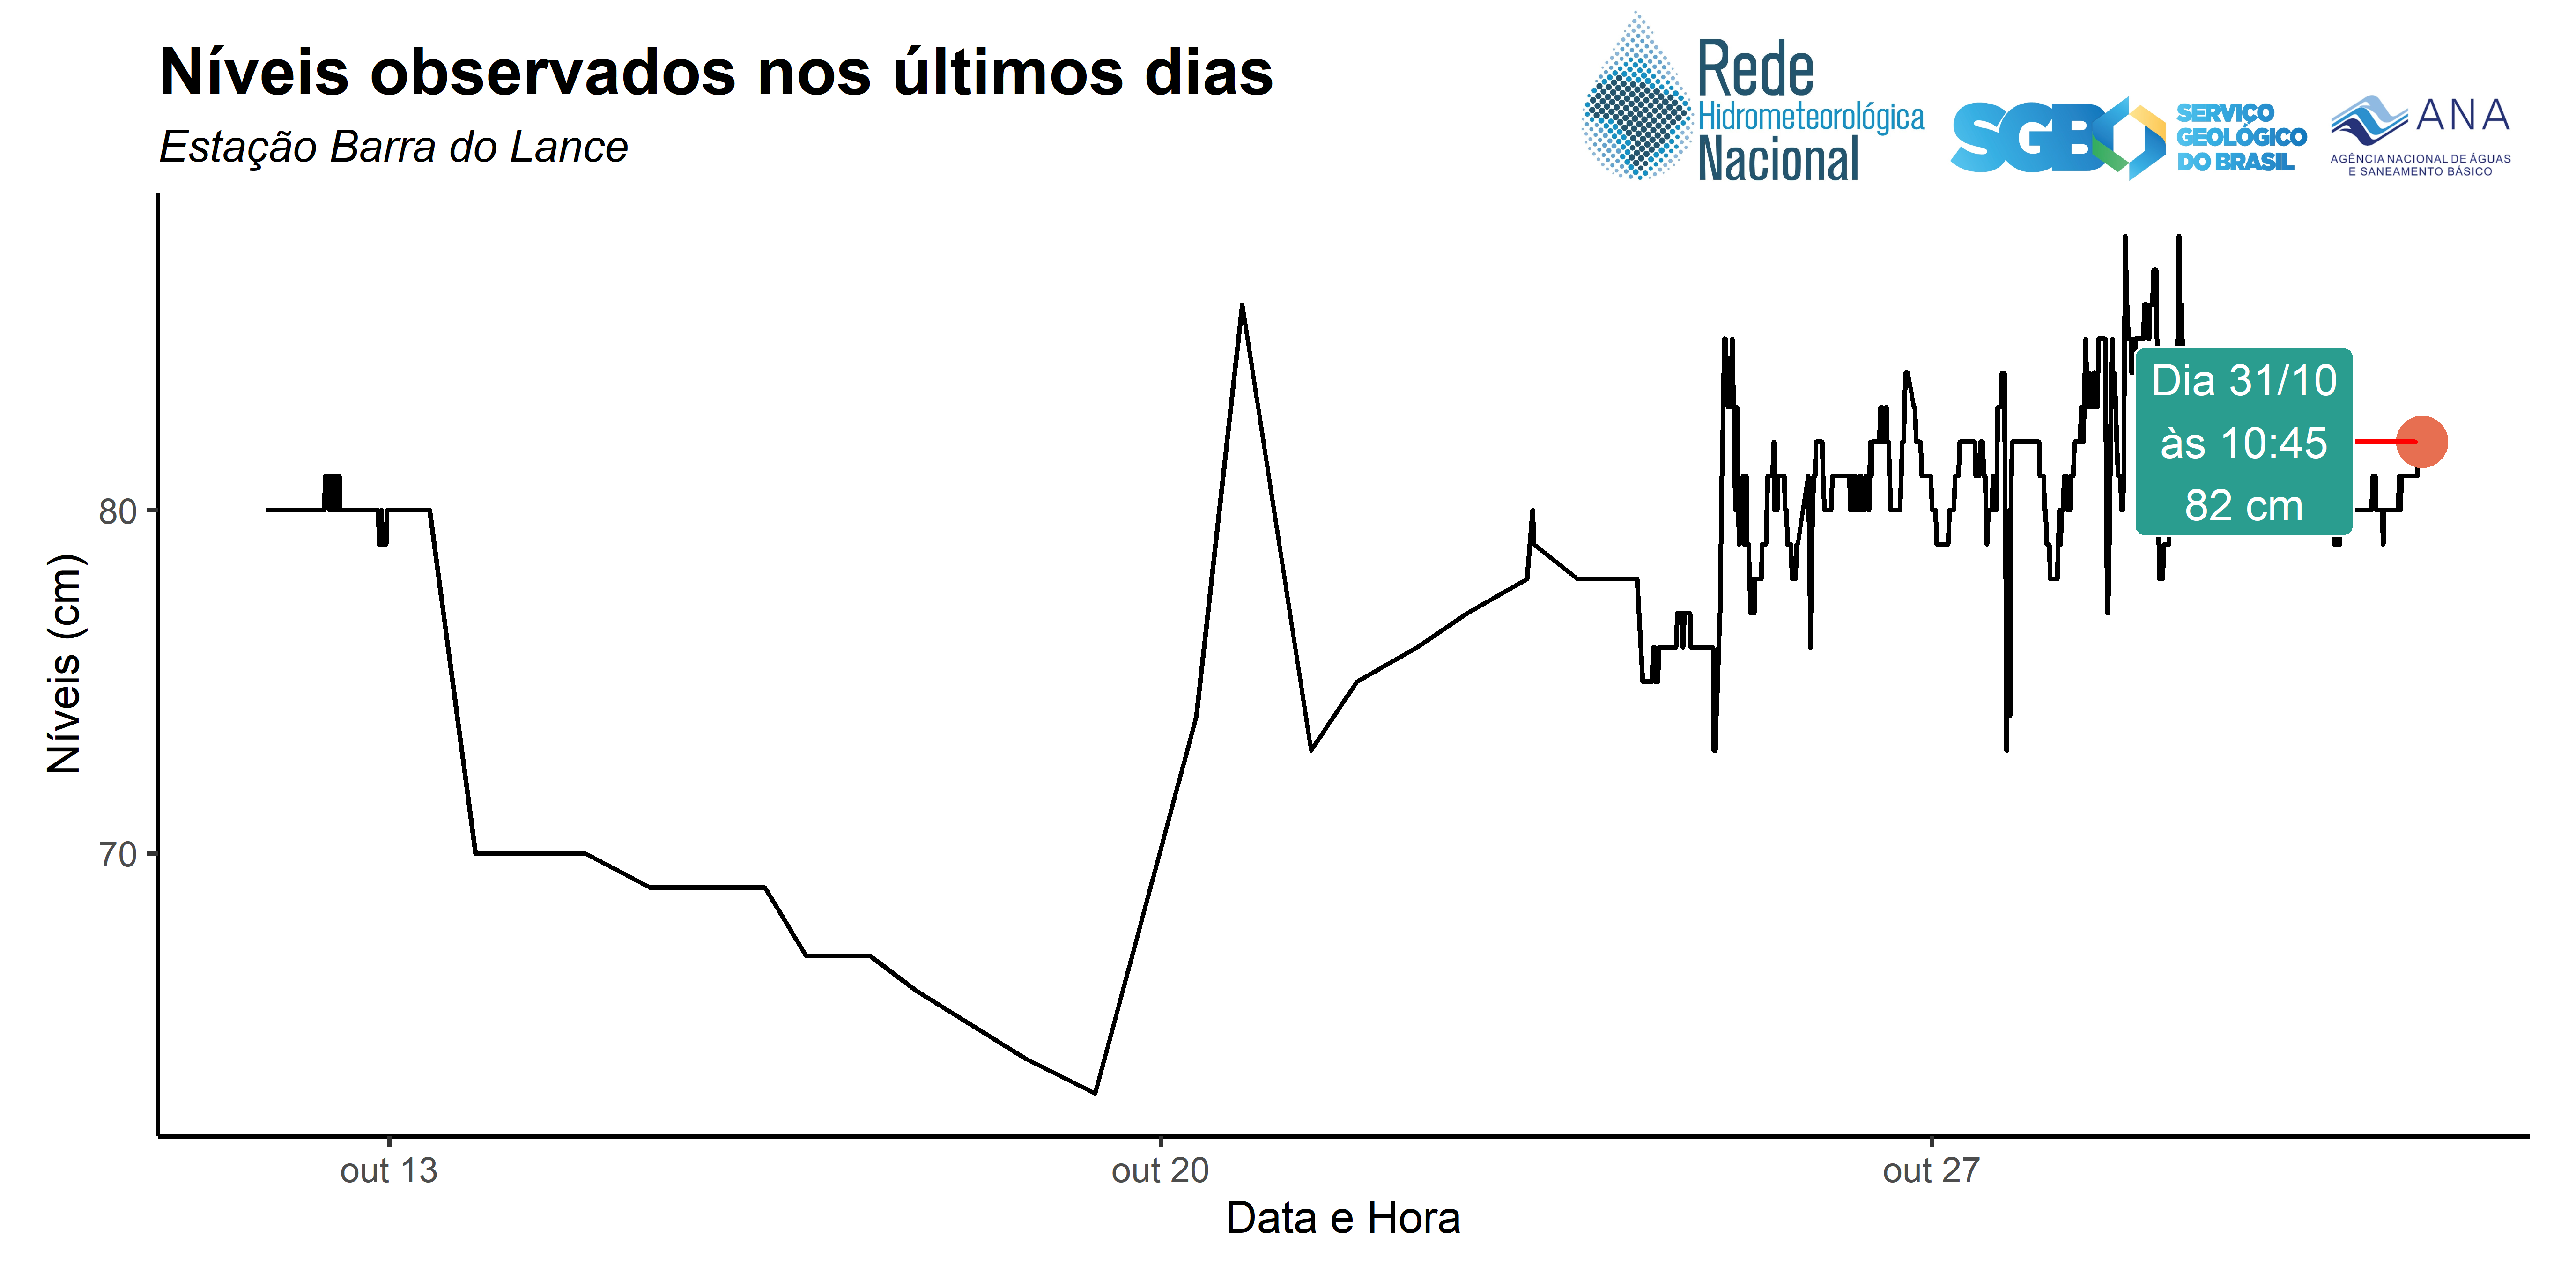 Níveis observados nos últimos dias
Estação Barra do Lance
Rede
Hidrometeorológica
Nacional
SGB
SERVIÇO
GEOLÓGICO
DO BRASIL
ANA
AGÊNCIA NACIONAL DE ÁGUAS
E SANEAMENTO BÁSICO
Dia 31/10
às 10:45
82 cm
80
70
Níveis (cm)
out 13
out 20
out 27
Data e Hora